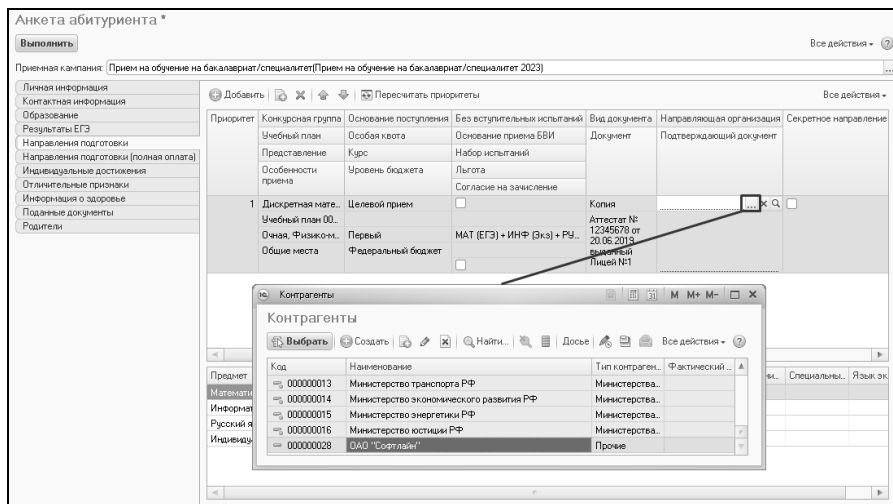 Анкета абитуриента *
Выполнить
Все действия
Приемная кампания: Прием на обучение на бакалавриат/специалитет(Прием на обучение на бакалавриат/специалитет 2023)
Личная информация
Контактная информация
Образование
Результаты ЕГЭ
Направления подготовки
Направления подготовки (полная оплата)
Индивидуальные достижения
Отличительные признаки
Информация о здоровье
Поданные документы
Родители
Добавить Пересчитать приоритеты Все действия
Приоритет Конкурсная группа Основание поступления Без вступительных испытаний Вид документа Направляющая организация Секретное направление
Учебный план Особая квота Основание приема БВИ Документ Подтверждающий документ
Представление Курс Набор испытаний
Особенности приема Уровень бюджета Льгота
Согласие на зачисление
1 Дискретная мате... Целевой прием Копия
Учебный план 00... Аттестат №
Очная, Физико-м... Первый МАТ (ЕГЭ) + ИНФ (Экз) + РУ... 12345678 от
20.06.2019
Общие места Федеральный бюджет выданный
Лицей №1
Контрагенты
M M+ M-
Контрагенты
Выбрать Создать Найти... Досье Все действия
Код Наименование Тип контраген... Фактический ...
000000013 Министерство транспорта РФ Министерства...
000000014 Министерство экономического развития РФ Министерства...
000000015 Министерство энергетики РФ Министерства...
000000016 Министерство юстиции РФ Министерства...
000000028 ОАО "Софтлайн" Прочие
Предмет Специальны... Язык эк
Математи
Информат
Русский я
Индивиду